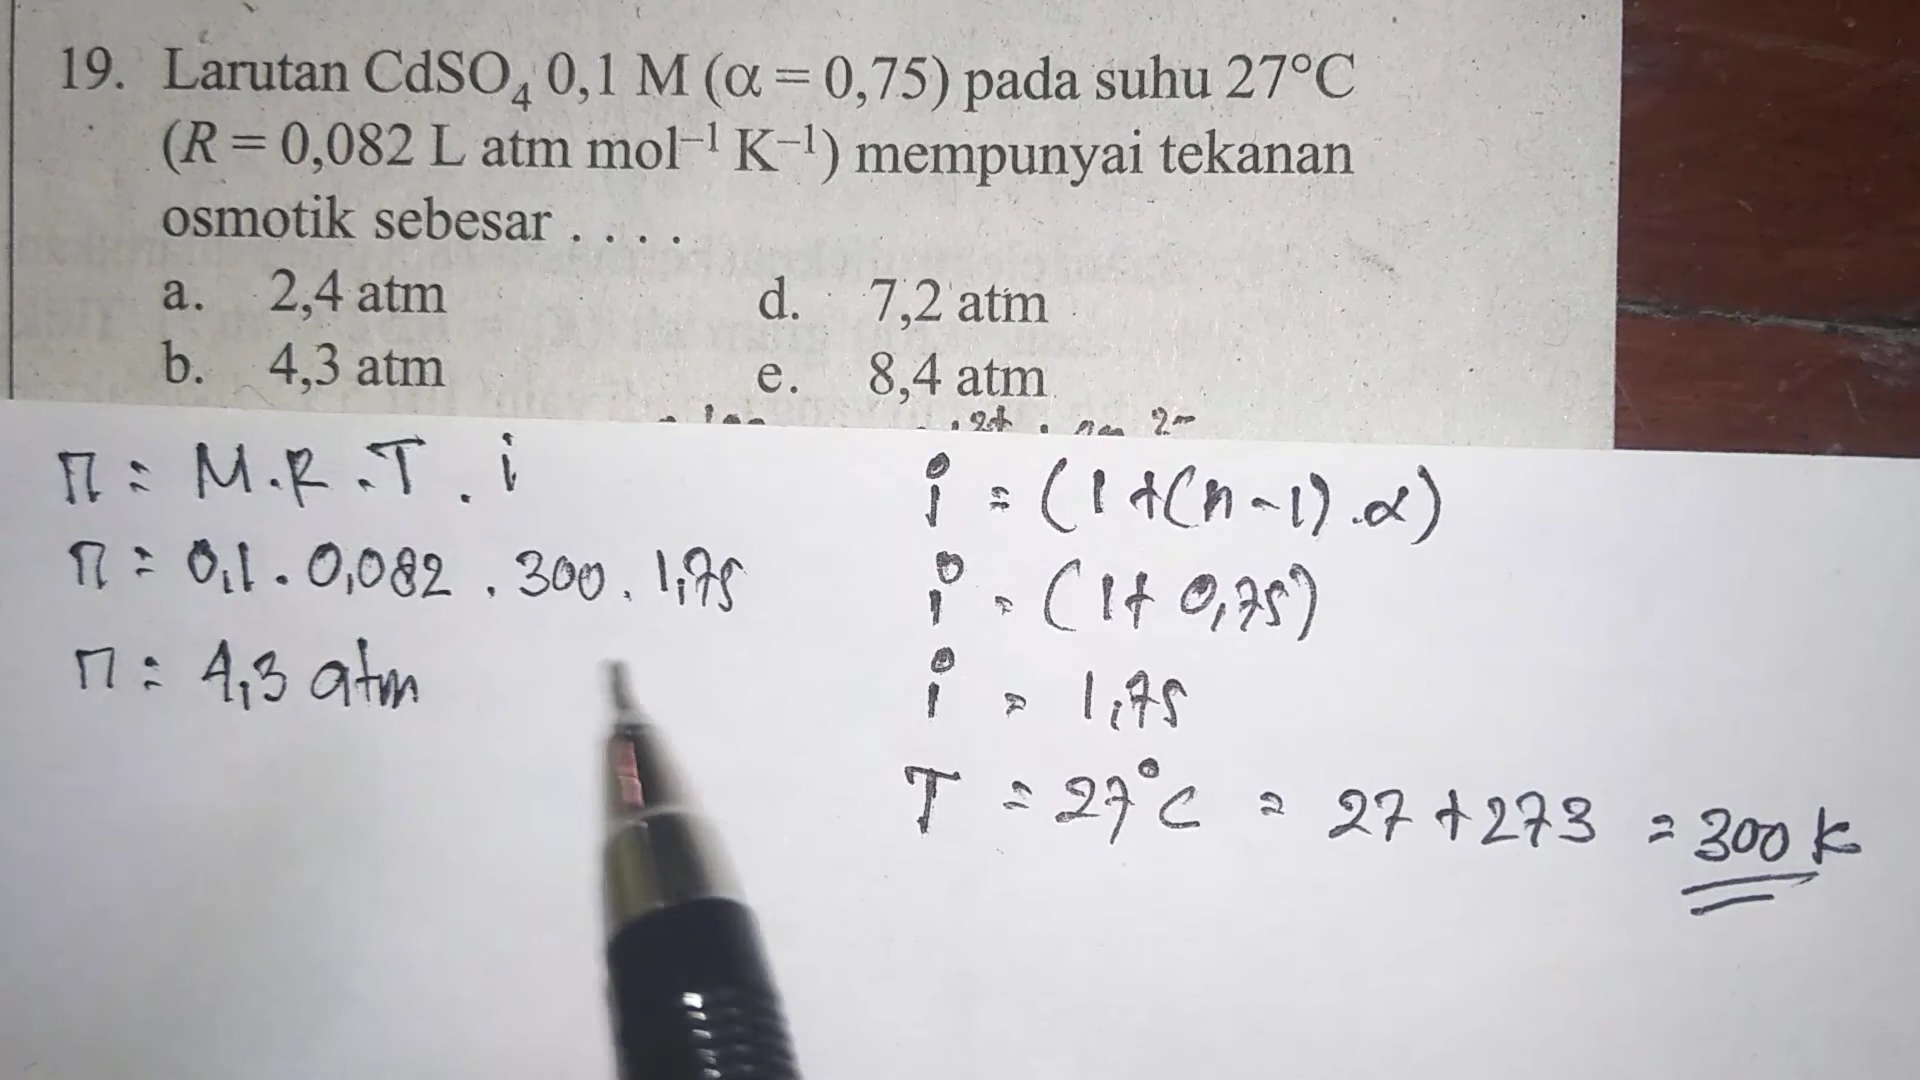 19. Larutan CdSO₄ 0,1 M (α = 0,75) pada suhu 27°C
(R = 0,082 L atm mol⁻¹ K⁻¹) mempunyai tekanan
osmotik sebesar . . . .
a. 2,4 atm
b. 4,3 atm
d. 7,2 atm
e. 8,4 atm
π = M.R.T.i
π = 0,1 . 0,082 . 300 . 1,75
π = 4,3 atm
i = (1+(n-1).α)
i = (1+0,75)
i = 1,75
T = 27°C = 27+273 = 300 K